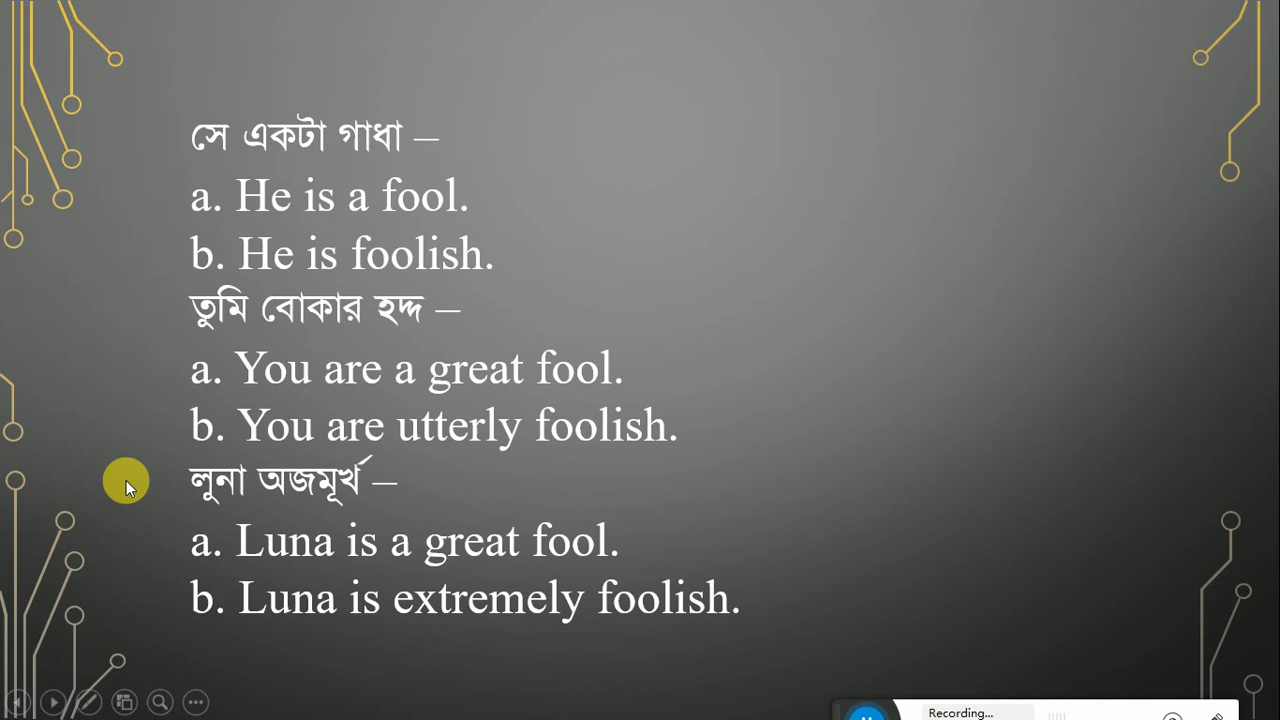 সে একটা গাধা –
a. He is a fool.
b. He is foolish.
তুমি বোকার হদ্দ –
a. You are a great fool.
b. You are utterly foolish.
লুনা অজমূর্খ –
a. Luna is a great fool.
b. Luna is extremely foolish.
Recording...